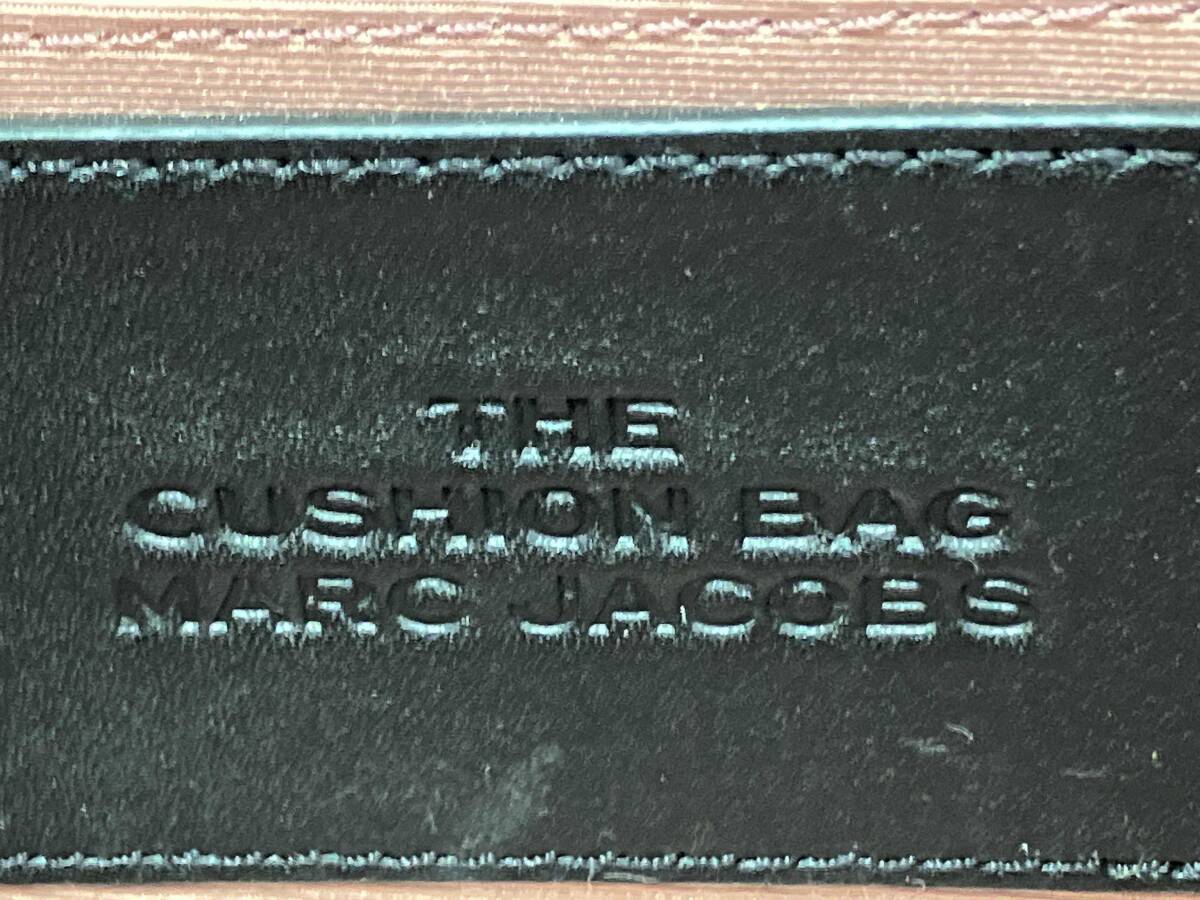 THE
CUSHION BAG
MARC JACOBS